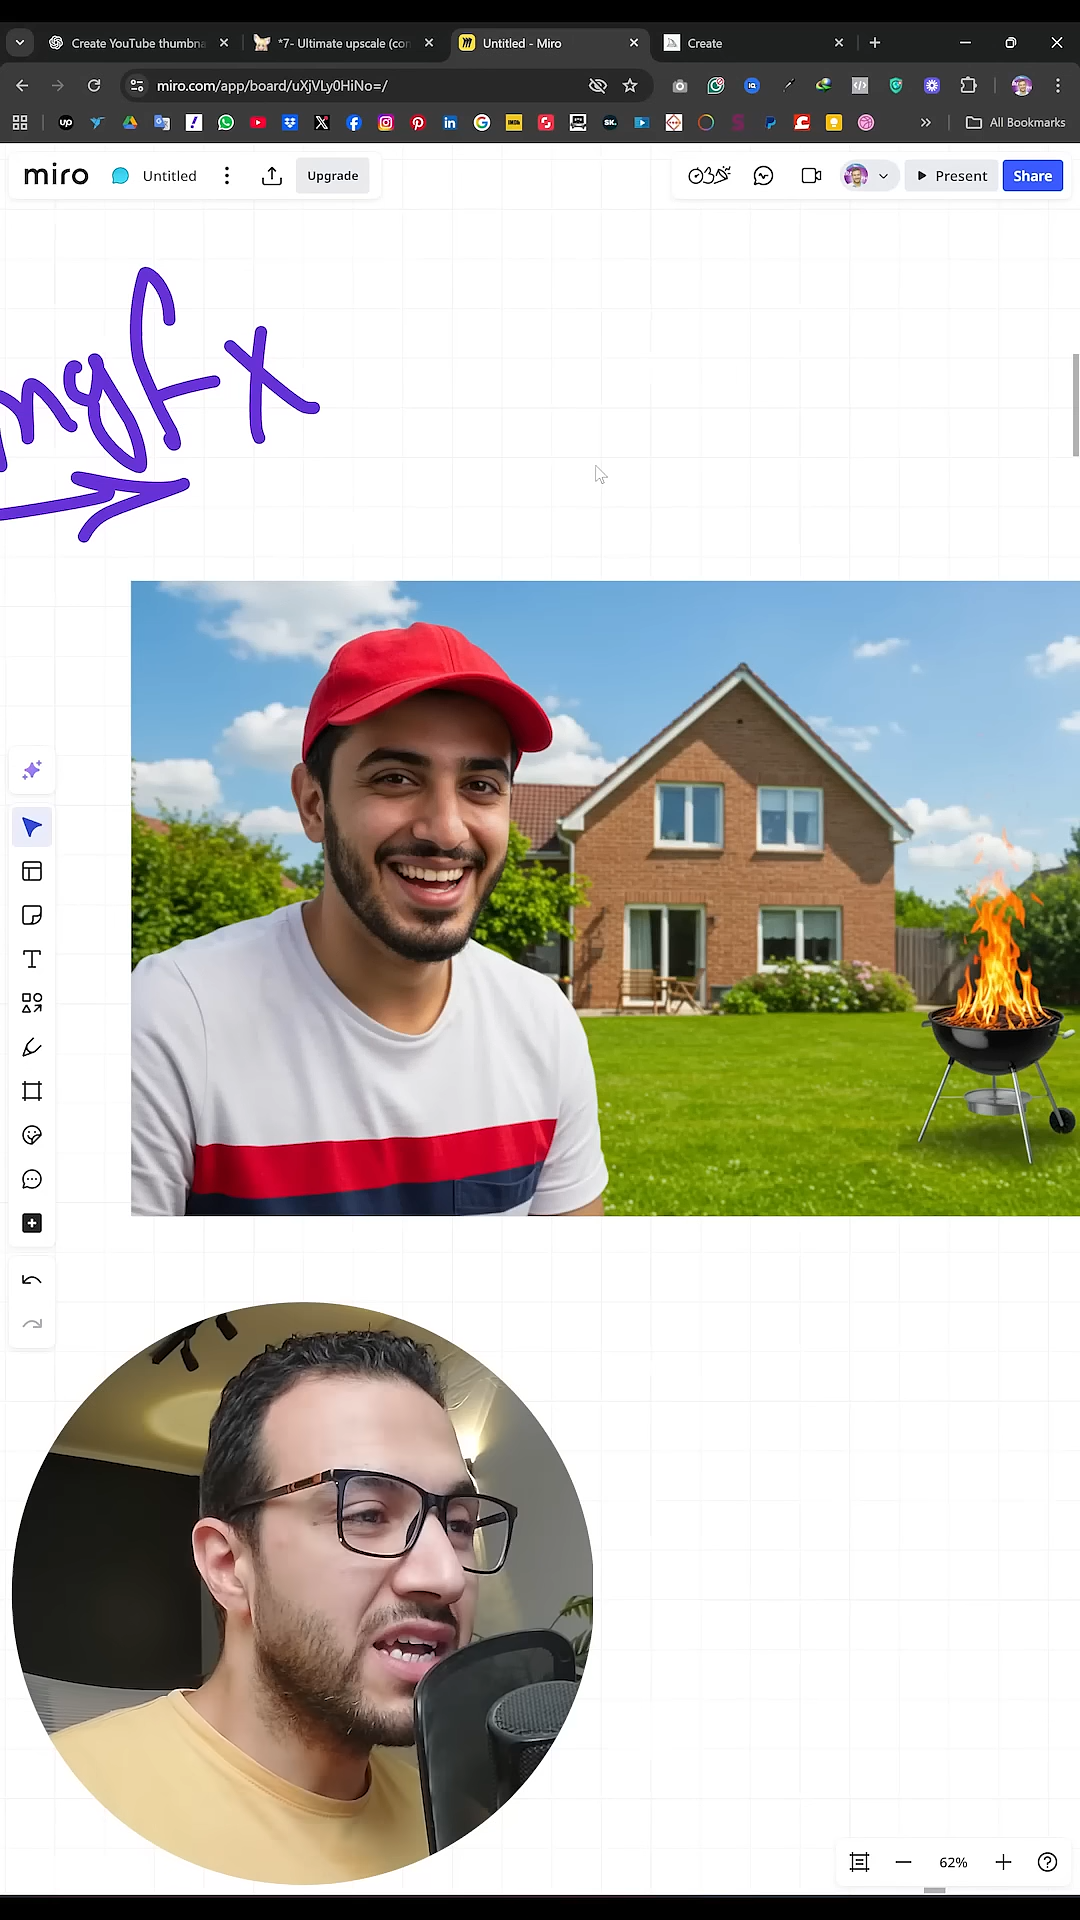 Create YouTube thumbna
*7- Ultimate upscale (con
Untitled - Miro
Create
miro.com/app/board/uXjVLy0HiNo=/
All Bookmarks
miro
Untitled
Upgrade
Present
Share
62%